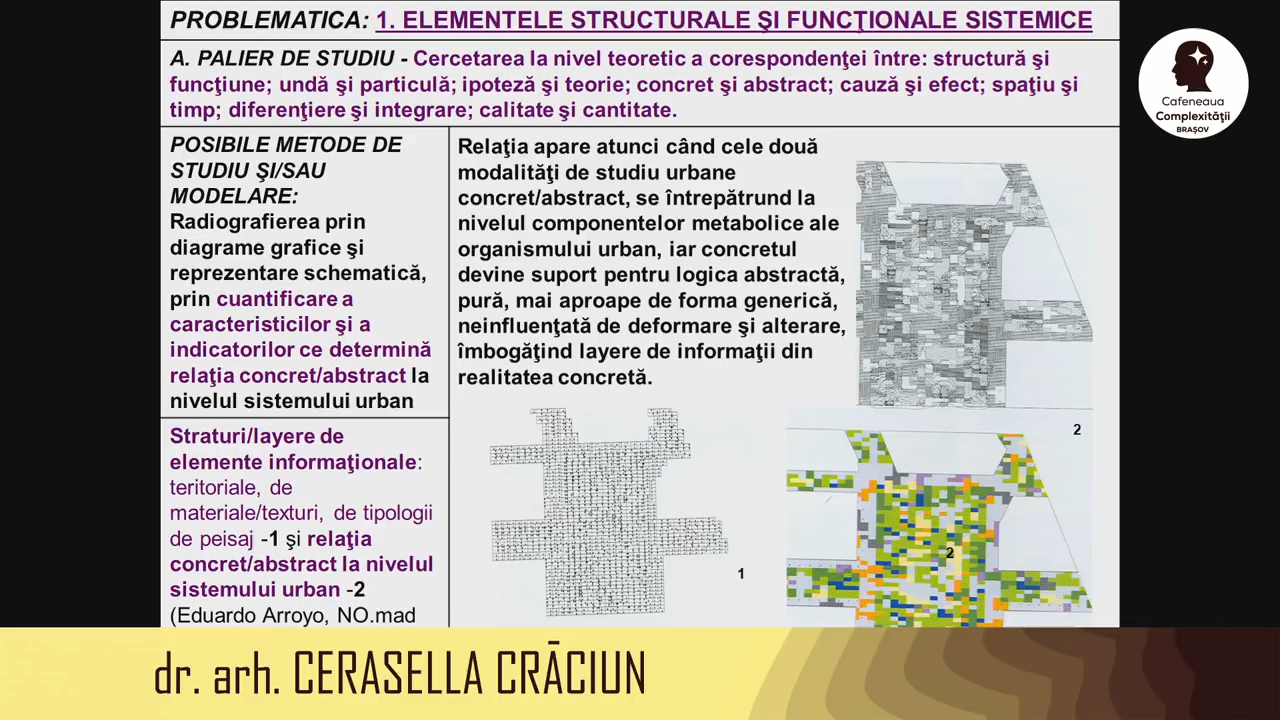 PROBLEMATICA: 1. ELEMENTELE STRUCTURALE ŞI FUNCŢIONALE SISTEMICE
A. PALIER DE STUDIU - Cercetarea la nivel teoretic a corespondenţei între: structură şi
funcţiune; undă şi particulă; ipoteză şi teorie; concret şi abstract; cauză şi efect; spaţiu şi
timp; diferenţiere şi integrare; calitate şi cantitate.
POSIBILE METODE DE
STUDIU ŞI/SAU
MODELARE:
Radiografierea prin
diagrame grafice şi
reprezentare schematică,
prin cuantificare a
caracteristicilor şi a
indicatorilor ce determină
relaţia concret/abstract la
nivelul sistemului urban
Straturi/layere de
elemente informaţionale:
teritoriale, de
materiale/texturi, de tipologii
de peisaj -1 şi relaţia
concret/abstract la nivelul
sistemului urban -2
(Eduardo Arroyo, NO.mad
Relaţia apare atunci când cele două
modalităţi de studiu urbane
concret/abstract, se întrepătrund la
nivelul componentelor metabolice ale
organismului urban, iar concretul
devine suport pentru logica abstractă,
pură, mai aproape de forma generică,
neinfluenţată de deformare şi alterare,
îmbogăţind layere de informaţii din
realitatea concretă.
1
2
2
Cafeneaua
Complexităţii
BRAŞOV
dr. arh. CERASELLA CRĀCIUN